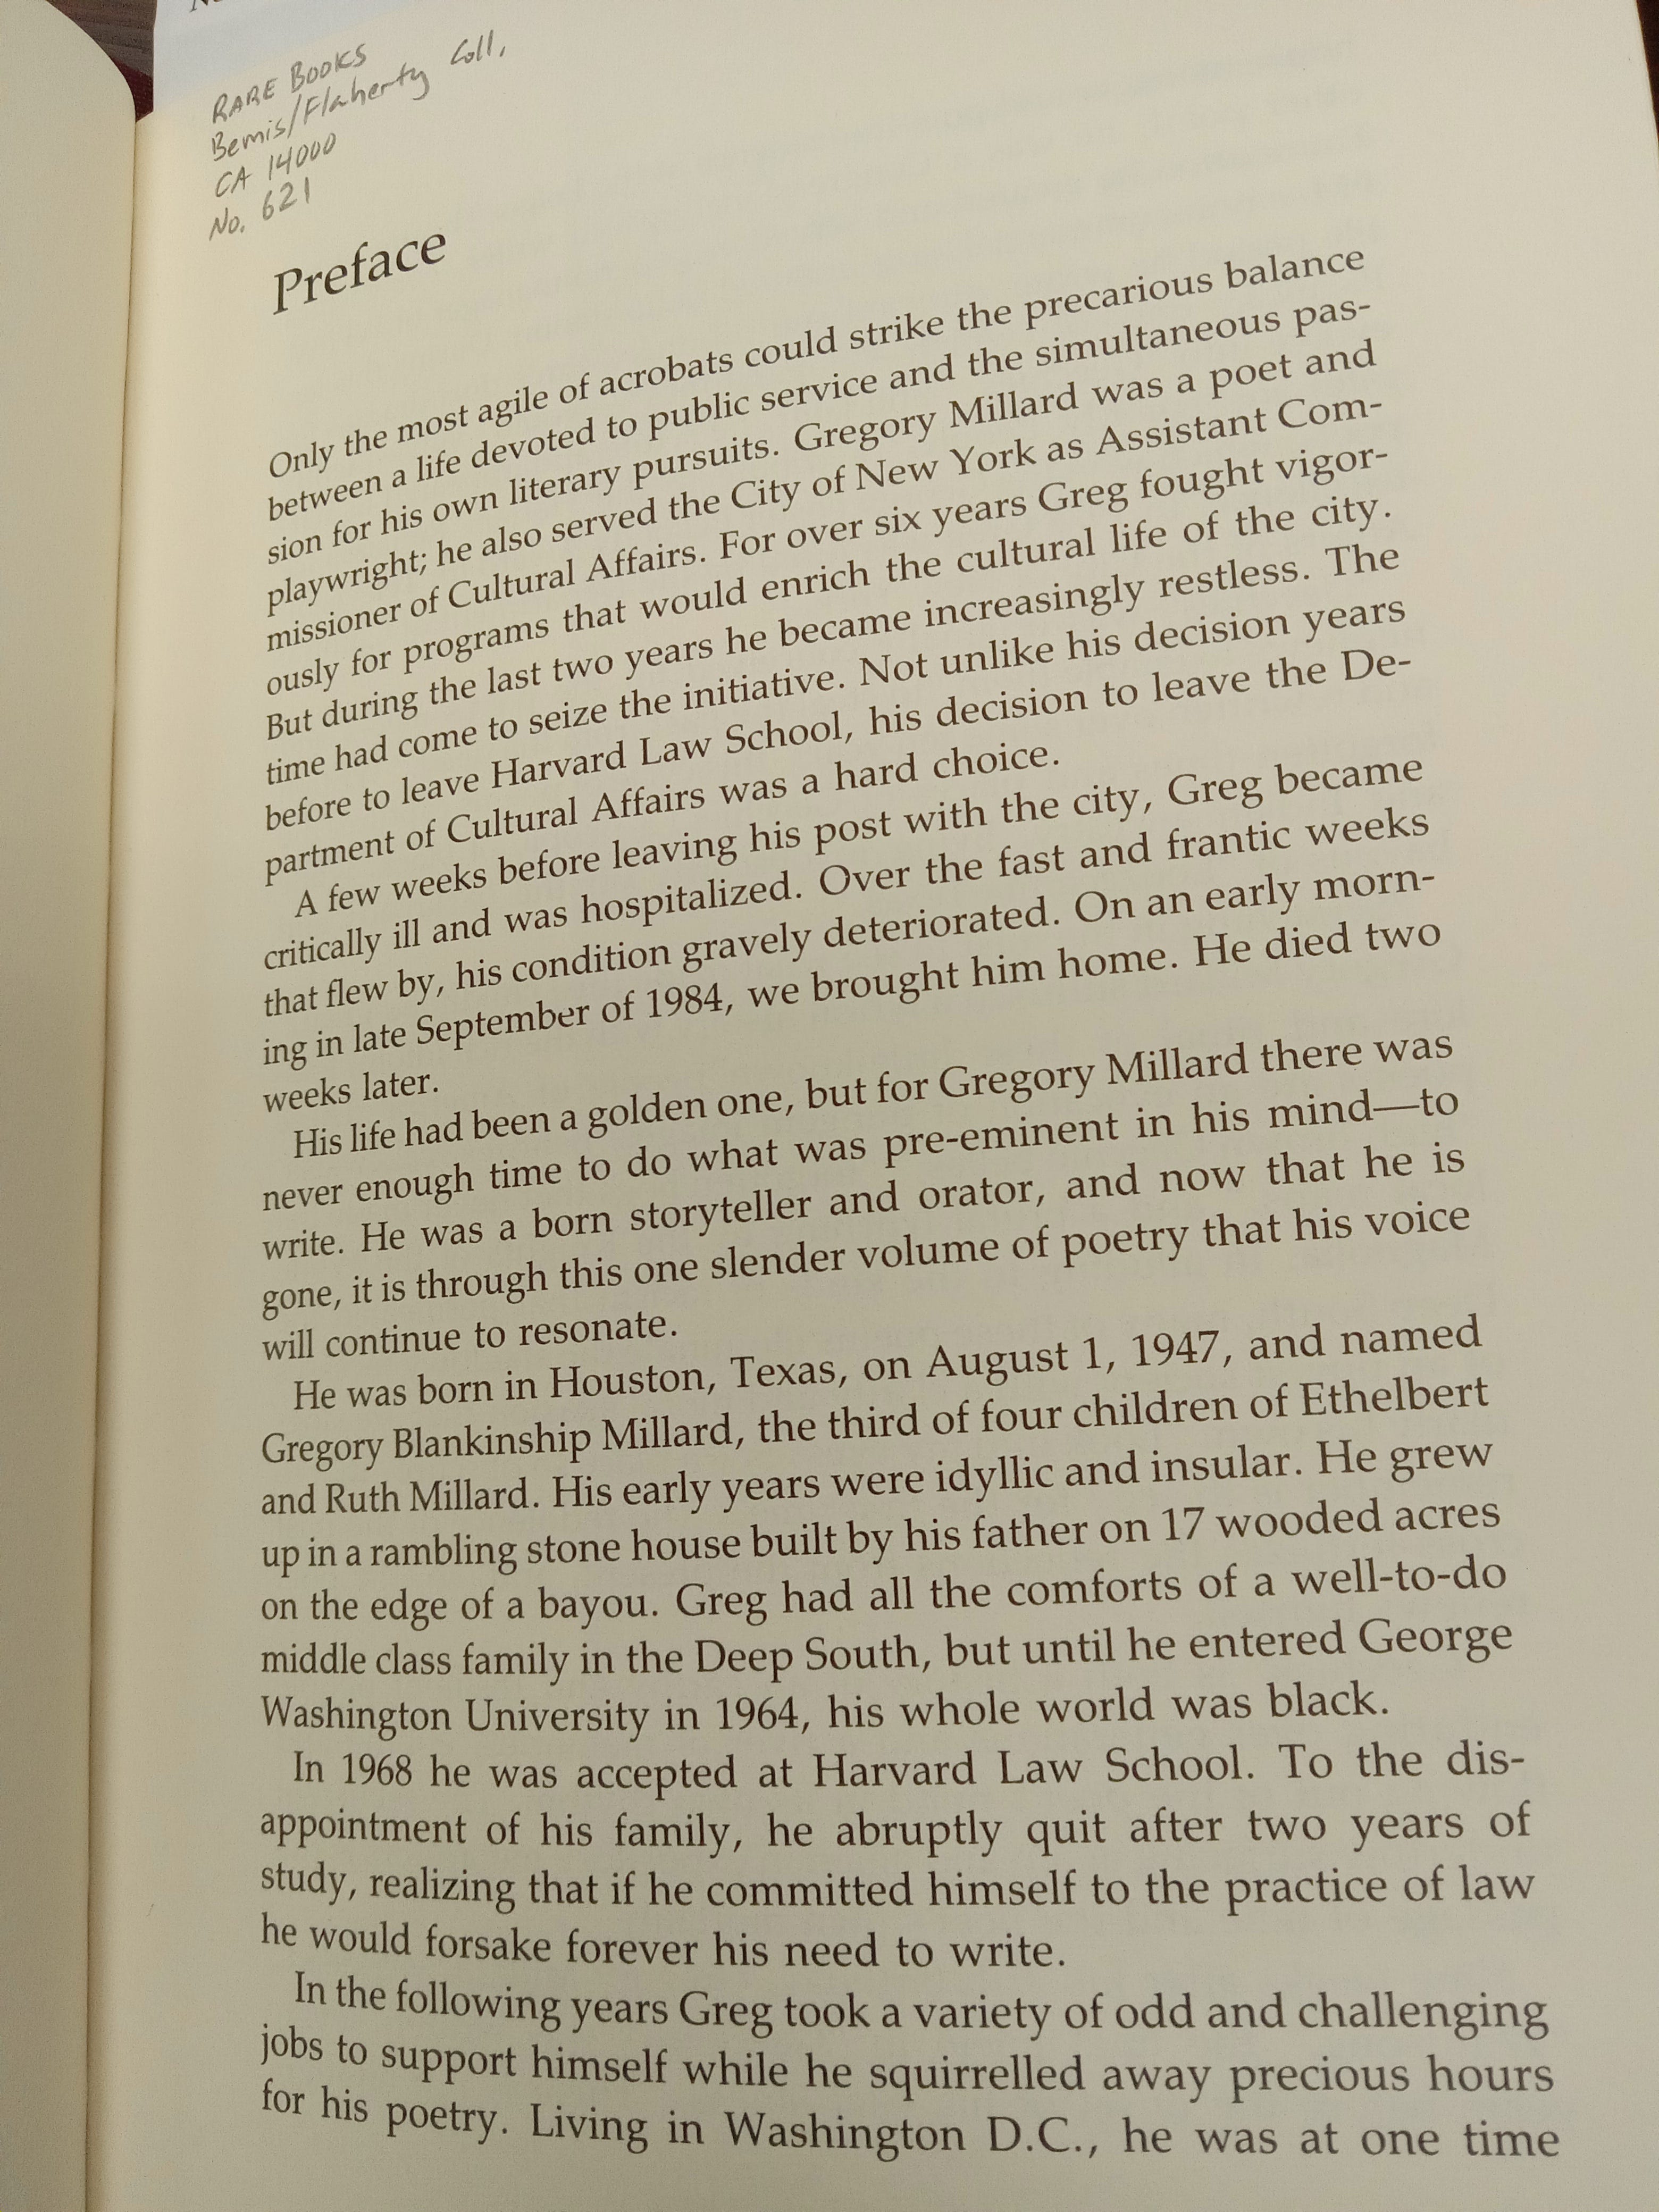 RARE BOOKS
Bemis/Flaherty Coll.
CA 14000
No. 621
Preface
Only the most agile of acrobats could strike the precarious balance
between a life devoted to public service and the simultaneous pas-
sion for his own literary pursuits. Gregory Millard was a poet and
playwright; he also served the City of New York as Assistant Com-
missioner of Cultural Affairs. For over six years Greg fought vigor-
ously for programs that would enrich the cultural life of the city.
But during the last two years he became increasingly restless. The
time had come to seize the initiative. Not unlike his decision years
before to leave Harvard Law School, his decision to leave the De-
partment of Cultural Affairs was a hard choice.
A few weeks before leaving his post with the city, Greg became
critically ill and was hospitalized. Over the fast and frantic weeks
that flew by, his condition gravely deteriorated. On an early morn-
ing in late September of 1984, we brought him home. He died two
weeks later.
His life had been a golden one, but for Gregory Millard there was
never enough time to do what was pre-eminent in his mind—to
write. He was a born storyteller and orator, and now that he is
gone, it is through this one slender volume of poetry that his voice
will continue to resonate.
He was born in Houston, Texas, on August 1, 1947, and named
Gregory Blankinship Millard, the third of four children of Ethelbert
and Ruth Millard. His early years were idyllic and insular. He grew
up in a rambling stone house built by his father on 17 wooded acres
on the edge of a bayou. Greg had all the comforts of a well-to-do
middle class family in the Deep South, but until he entered George
Washington University in 1964, his whole world was black.
In 1968 he was accepted at Harvard Law School. To the dis-
appointment of his family, he abruptly quit after two years of
study, realizing that if he committed himself to the practice of law
he would forsake forever his need to write.
In the following years Greg took a variety of odd and challenging
jobs to support himself while he squirrelled away precious hours
for his poetry. Living in Washington D.C., he was at one time